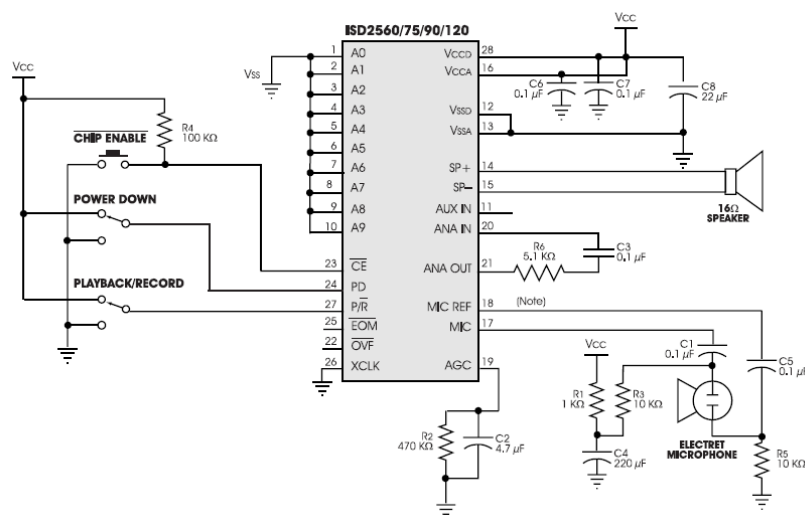 ISD2560/75/90/120
VCC
VSS
R4
100 KΩ
CHIP ENABLE
POWER DOWN
PLAYBACK/RECORD
1 A0
2 A1
3 A2
4 A3
5 A4
6 A5
7 A6
8 A7
9 A8
10 A9
23 CE
24 PD
27 P/R
25 EOM
22 OVF
26 XCLK
VCCD 28
VCCA 16
VSSD 12
VSSA 13
SP+ 14
SP– 15
AUX IN 11
ANA IN 20
ANA OUT 21
MIC REF 18
MIC 17
AGC 19
VCC
C6
0.1 µF
C7
0.1 µF
C8
22 µF
16Ω
SPEAKER
R6
5.1 KΩ
C3
0.1 µF
(Note)
VCC
C1
0.1 µF
C5
0.1 µ
R1
1 KΩ
R3
10 KΩ
C4
220 µF
ELECTRET
MICROPHONE
R5
10 KΩ
R2
470 KΩ
C2
4.7 µF